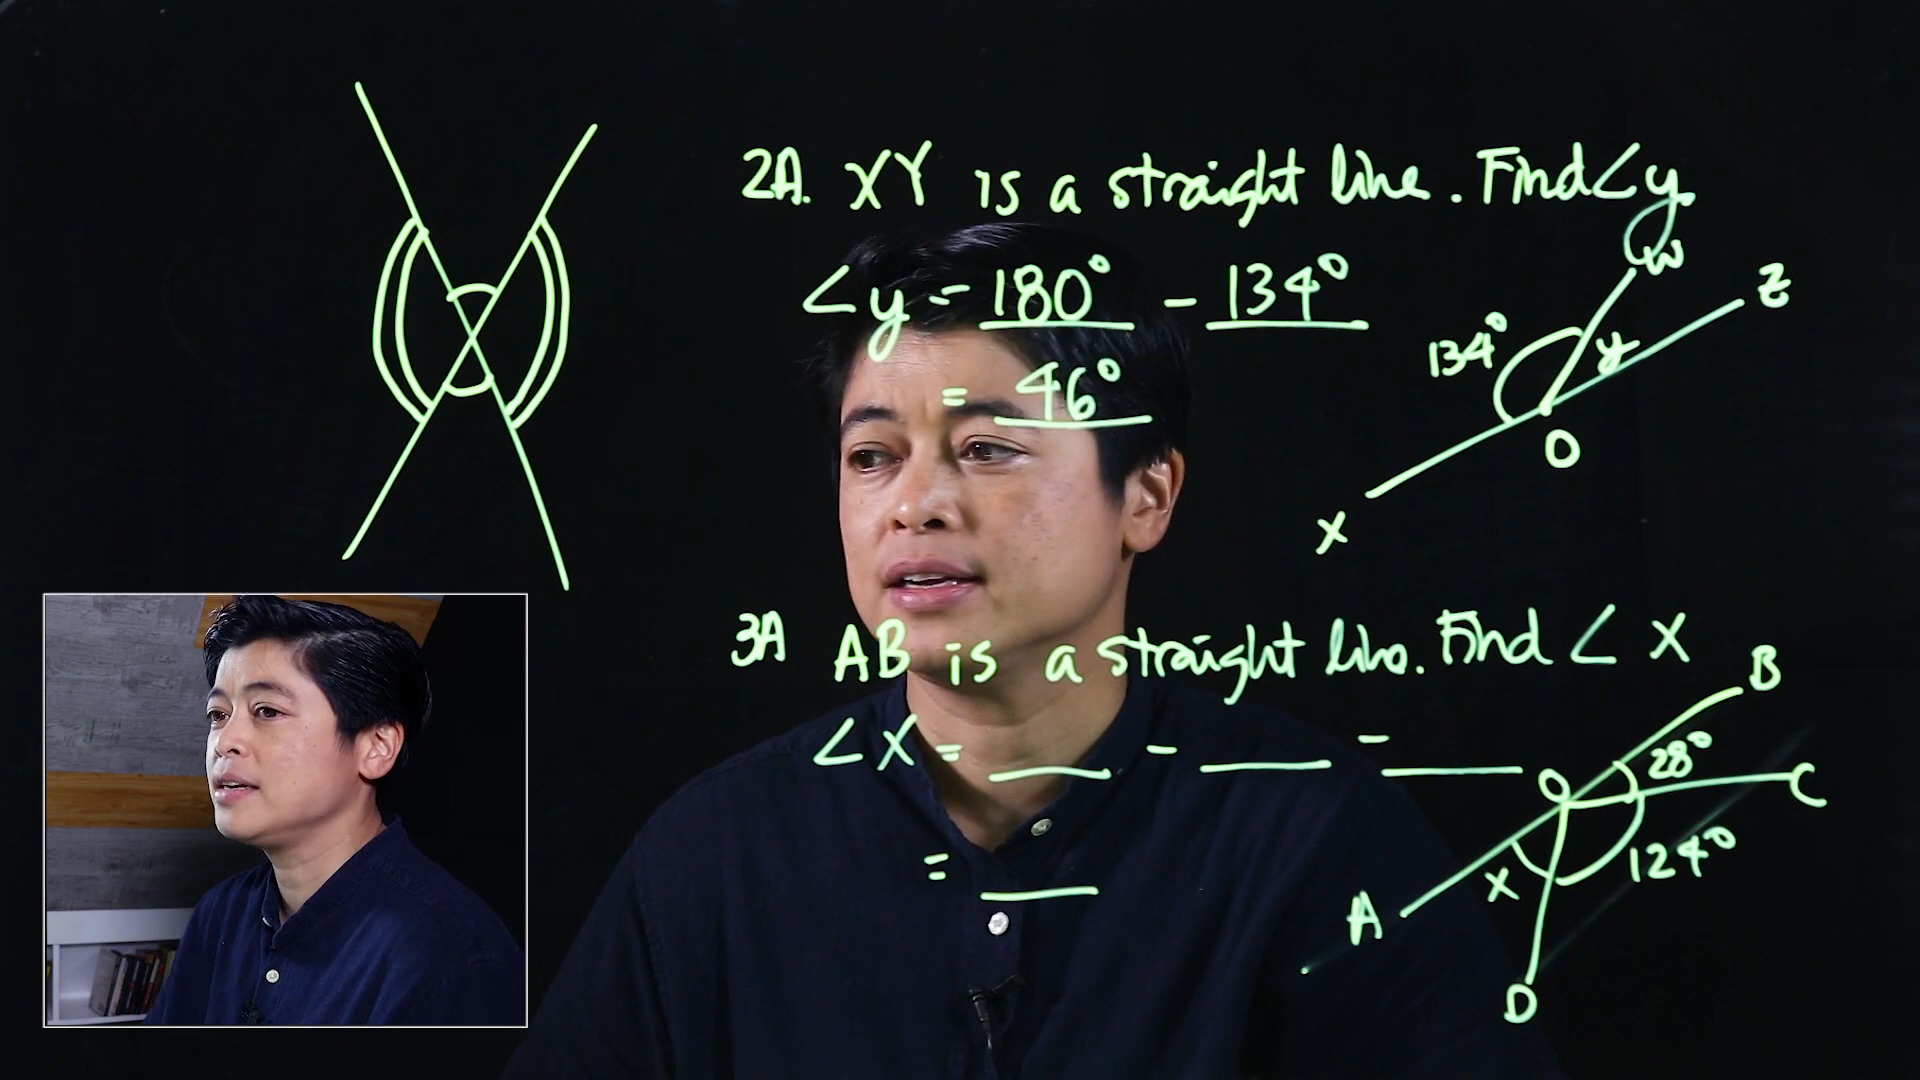 2A. XY is a straight line. Find ∠y
∠y = 180° - 134°
= 46°
134°
y
W
Z
O
X
3A AB is a straight line. Find ∠ X
∠X = ___ - ___ - ___
= ___
B
28°
O
C
124°
X
A
D